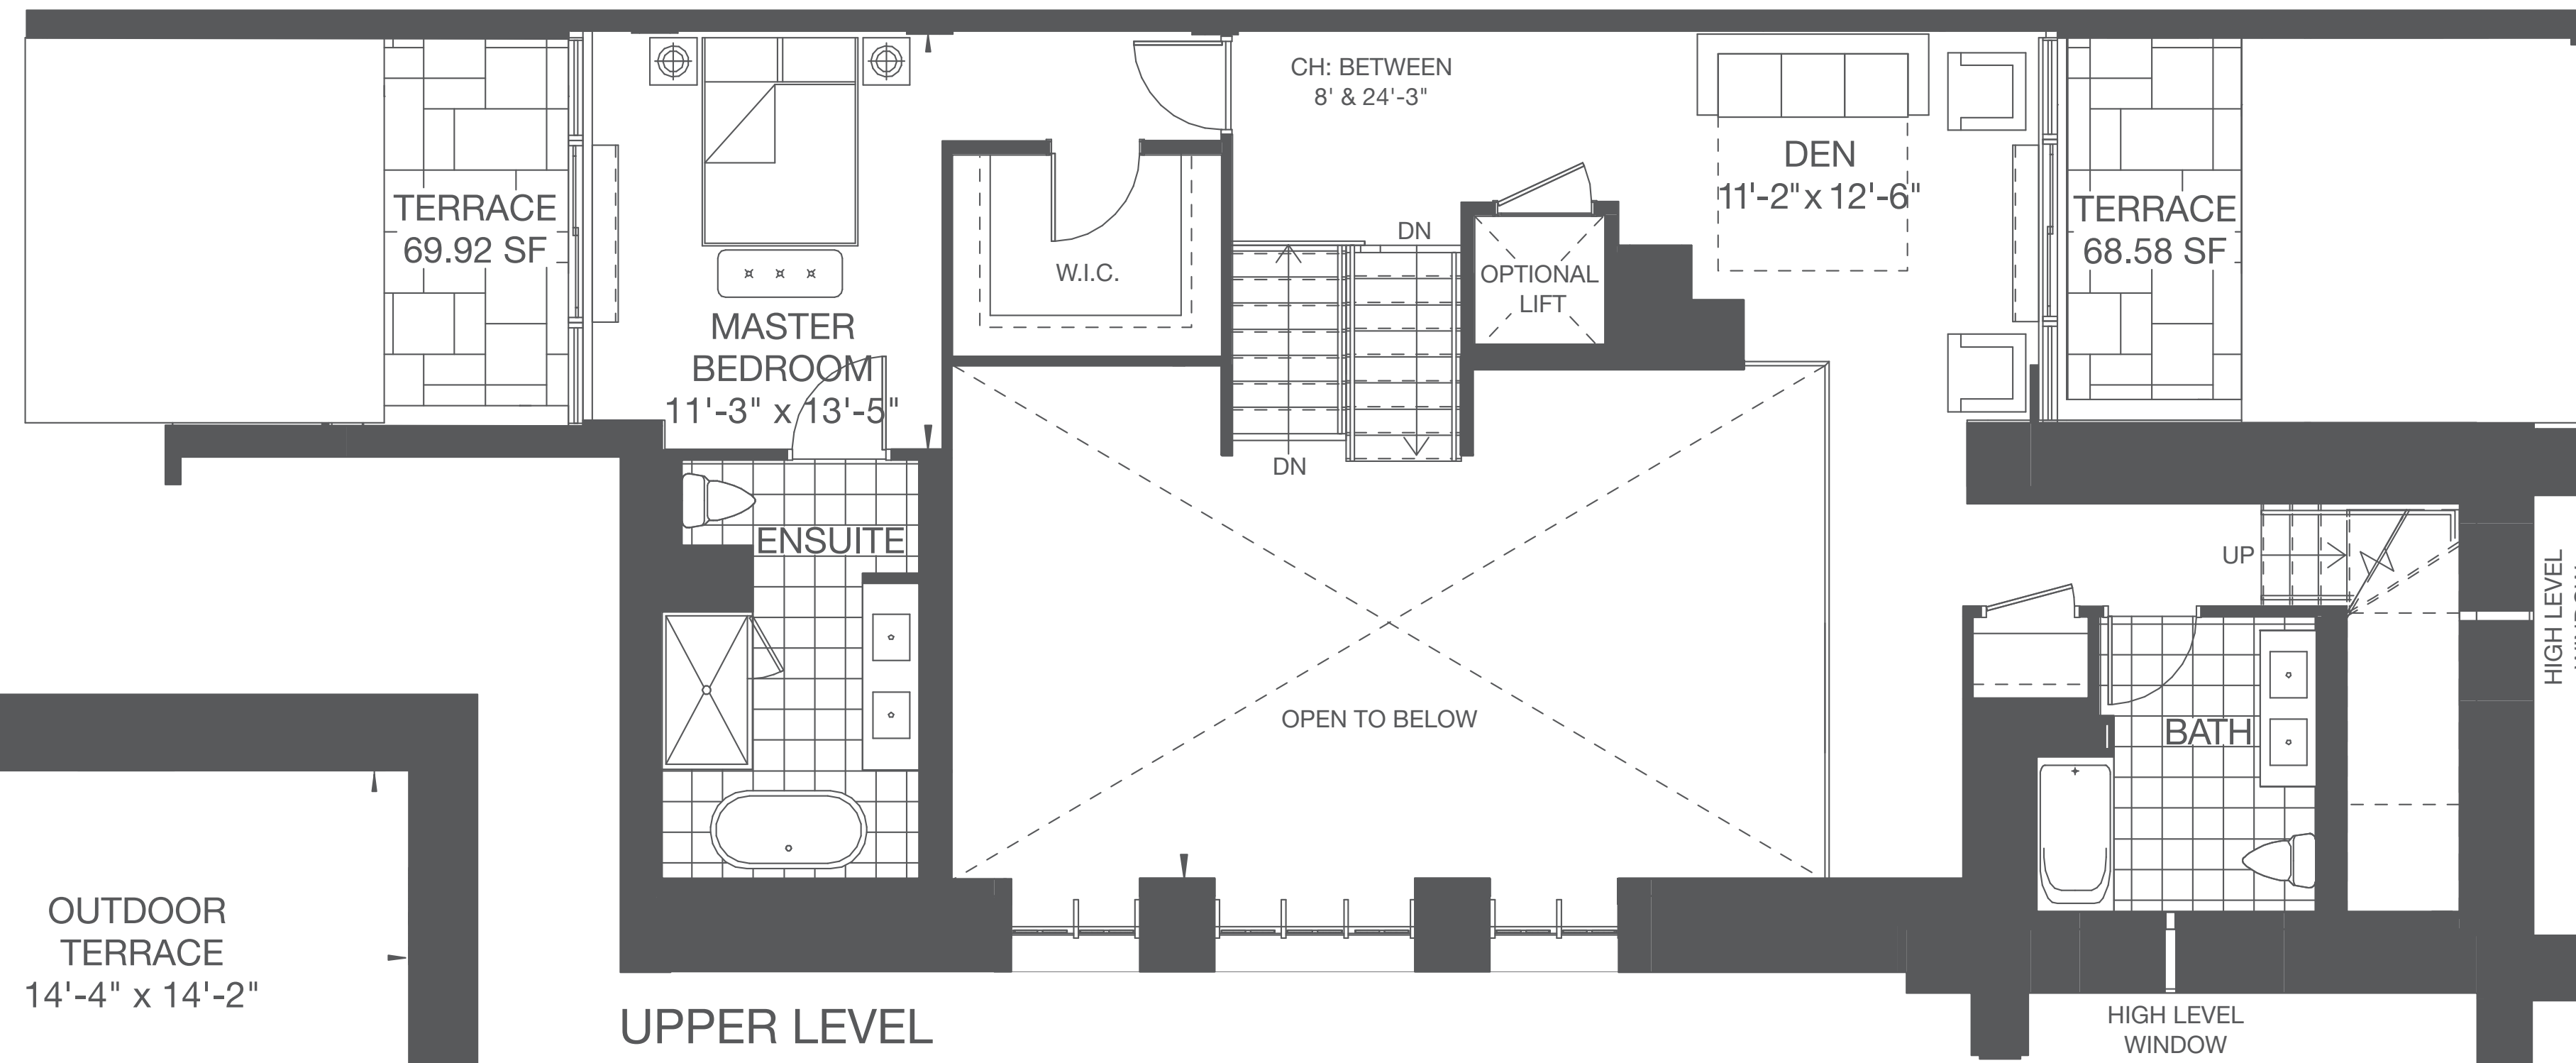 CH: BETWEEN
8' & 24'-3"
DEN
11'-2" x 12'-6"
TERRACE
69.92 SF
TERRACE
68.58 SF
DN
W.I.C.
OPTIONAL
LIFT
MASTER
BEDROOM
11'-3" x 13'-5"
DN
ENSUITE
UP
HIGH LEVEL
OPEN TO BELOW
BATH
OUTDOOR
TERRACE
14'-4" x 14'-2"
UPPER LEVEL
HIGH LEVEL
WINDOW